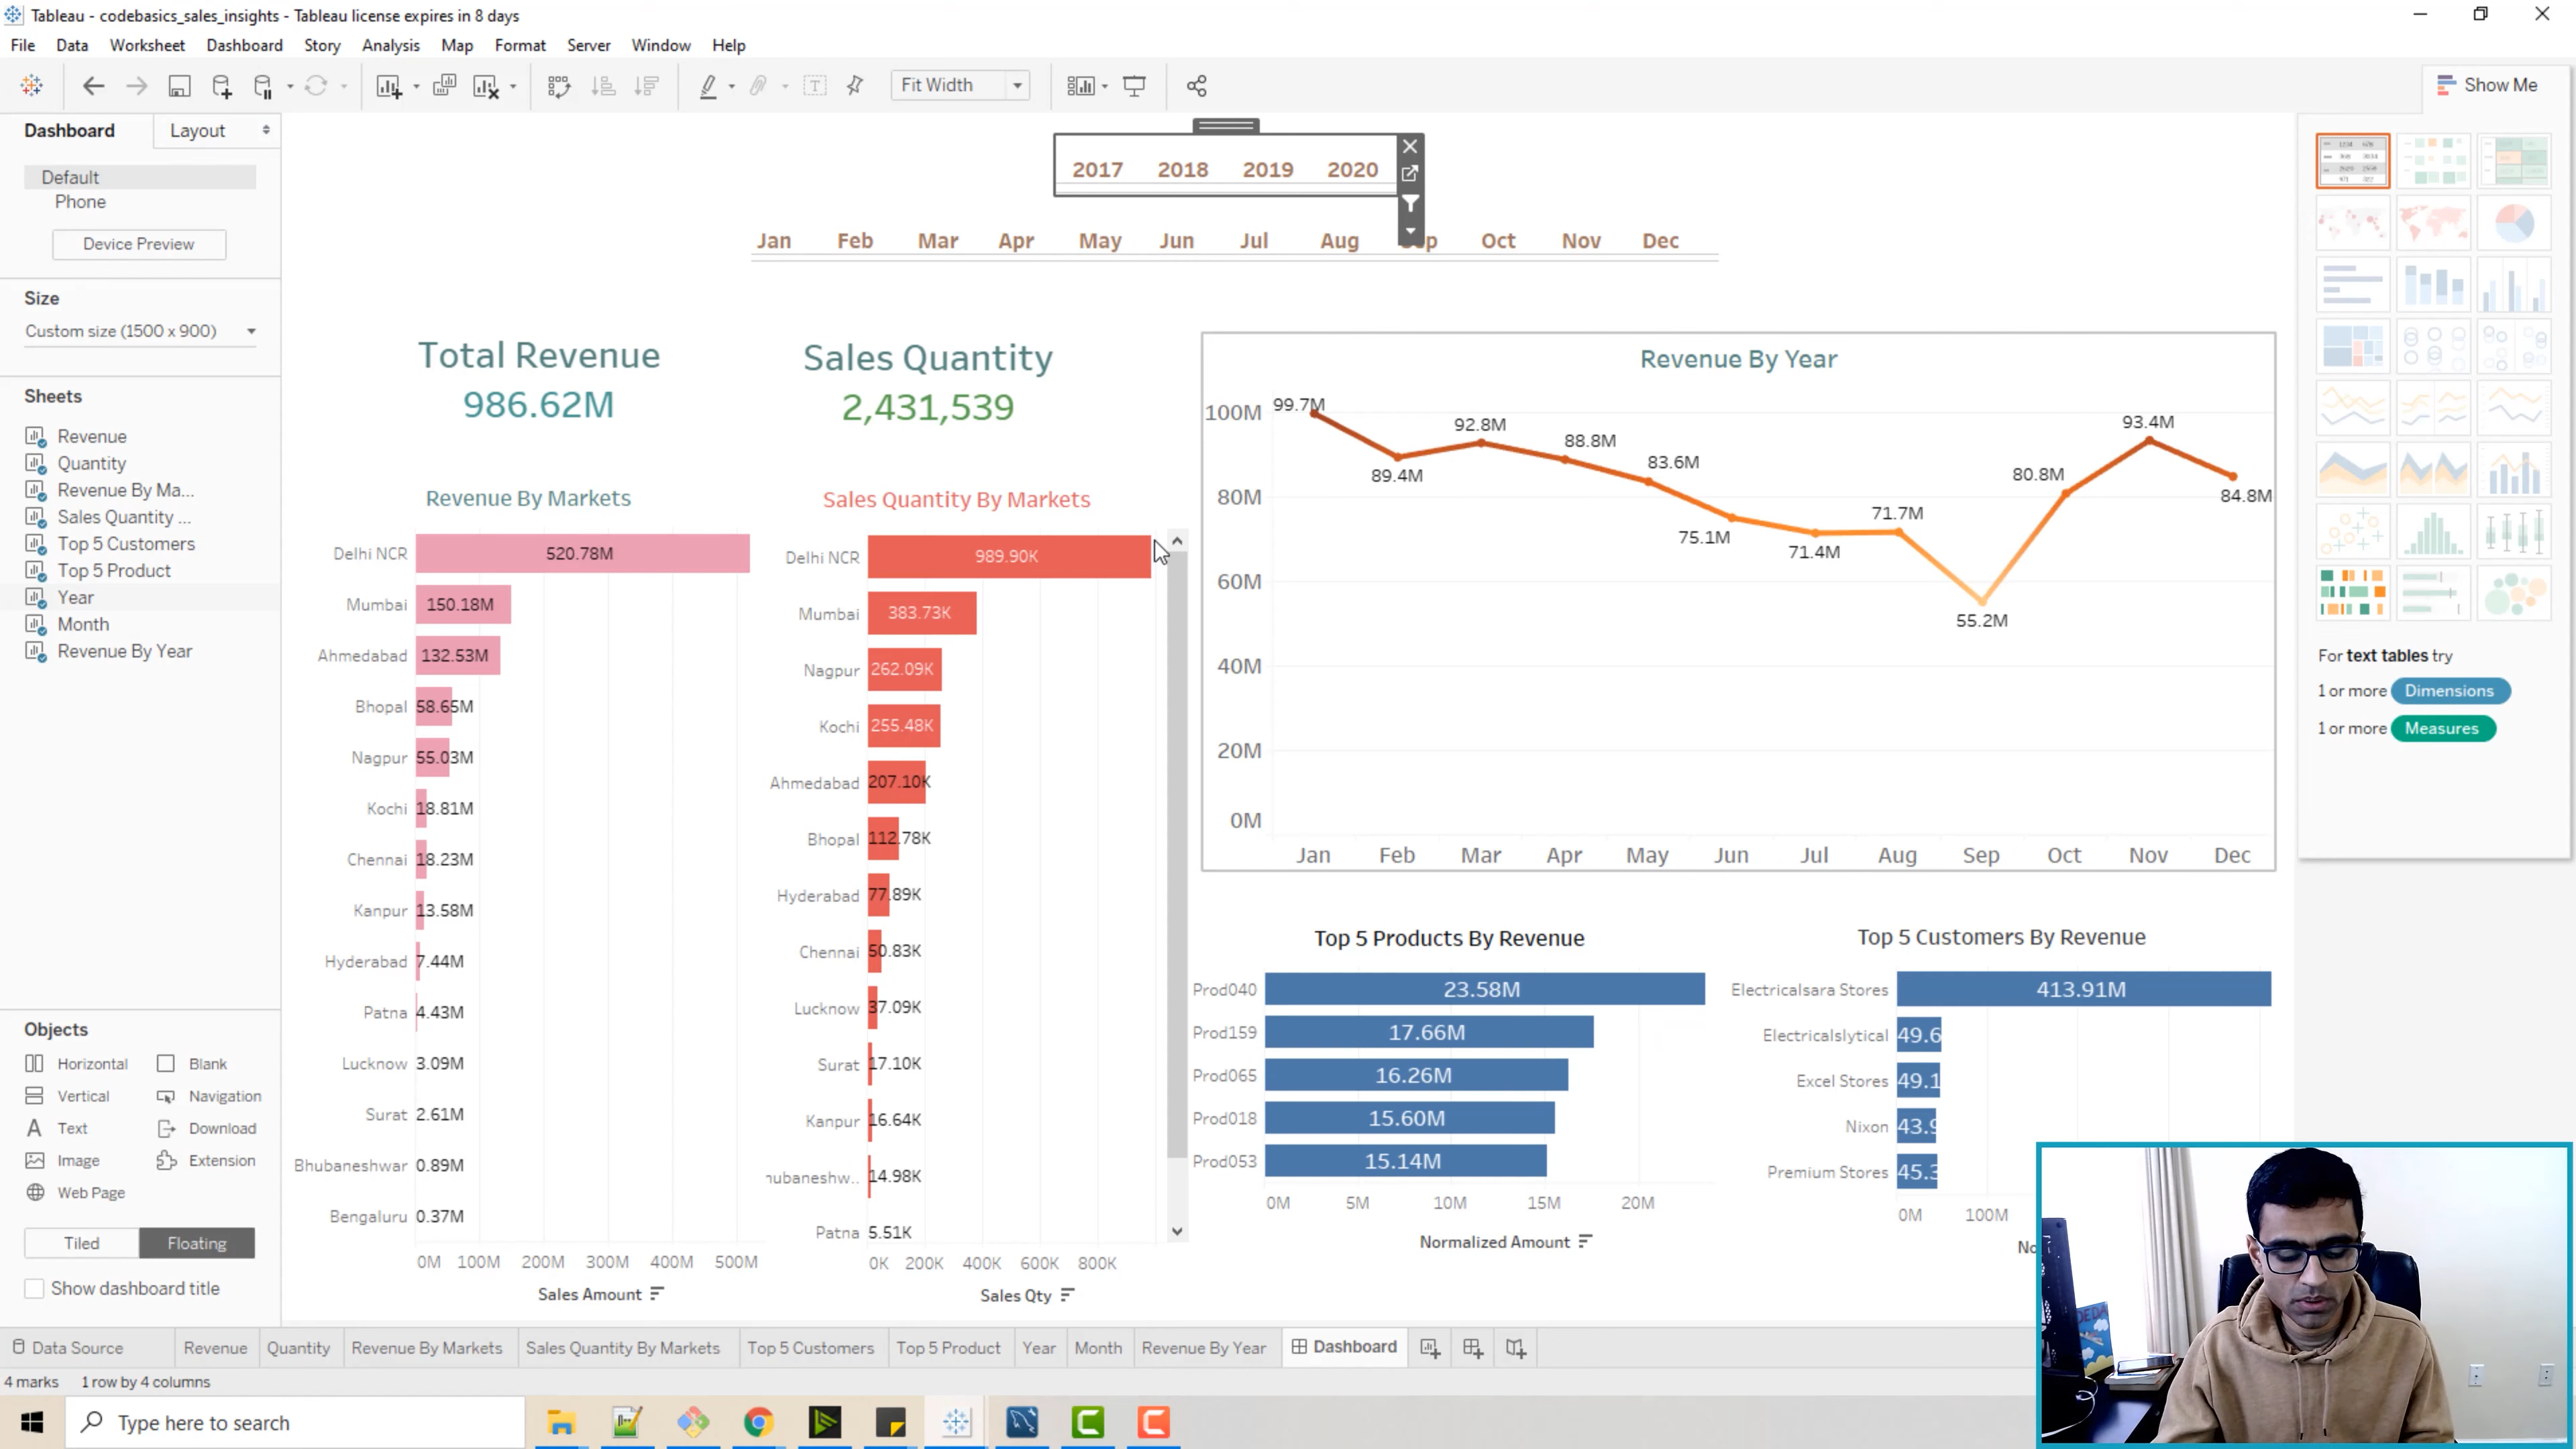 Tableau - codebasics_sales_insights - Tableau license expires in 8 days
File Data Worksheet Dashboard Story Analysis Map Format Server Window Help
Fit Width
Show Me
Dashboard Layout
Default
Phone
Device Preview
Size
Custom size (1500 x 900)
Sheets
Revenue
Quantity
Revenue By Ma...
Sales Quantity ...
Top 5 Customers
Top 5 Product
Year
Month
Revenue By Year
Objects
Horizontal Blank
Vertical Navigation
Text Download
Image Extension
Web Page
Tiled Floating
Show dashboard title
2017 2018 2019 2020
Jan Feb Mar Apr May Jun Jul Aug Sep Oct Nov Dec
Total Revenue
986.62M
Sales Quantity
2,431,539
Revenue By Markets
Delhi NCR 520.78M
Mumbai 150.18M
Ahmedabad 132.53M
Bhopal 58.65M
Nagpur 55.03M
Kochi 18.81M
Chennai 18.23M
Kanpur 13.58M
Hyderabad 7.44M
Patna 4.43M
Lucknow 3.09M
Surat 2.61M
Bhubaneshwar 0.89M
Bengaluru 0.37M
0M 100M 200M 300M 400M 500M
Sales Amount
Sales Quantity By Markets
Delhi NCR 989.90K
Mumbai 383.73K
Nagpur 262.09K
Kochi 255.48K
Ahmedabad 207.10K
Bhopal 112.78K
Hyderabad 77.89K
Chennai 50.83K
Lucknow 37.09K
Surat 17.10K
Kanpur 16.64K
hubaneshw.. 14.98K
Patna 5.51K
0K 200K 400K 600K 800K
Sales Qty
Revenue By Year
100M
80M
60M
40M
20M
0M
99.7M 89.4M 92.8M 88.8M 83.6M 75.1M 71.4M 71.7M 55.2M 80.8M 93.4M 84.8M
Jan Feb Mar Apr May Jun Jul Aug Sep Oct Nov Dec
Top 5 Products By Revenue
Prod040 23.58M
Prod159 17.66M
Prod065 16.26M
Prod018 15.60M
Prod053 15.14M
0M 5M 10M 15M 20M
Normalized Amount
Top 5 Customers By Revenue
Electricalsara Stores 413.91M
Electricalslytical 49.6
Excel Stores 49.1
Nixon 43.9
Premium Stores 45.3
0M 100M
No
For text tables try
1 or more Dimensions
1 or more Measures
Data Source Revenue Quantity Revenue By Markets Sales Quantity By Markets Top 5 Customers Top 5 Product Year Month Revenue By Year Dashboard
4 marks 1 row by 4 columns
Type here to search